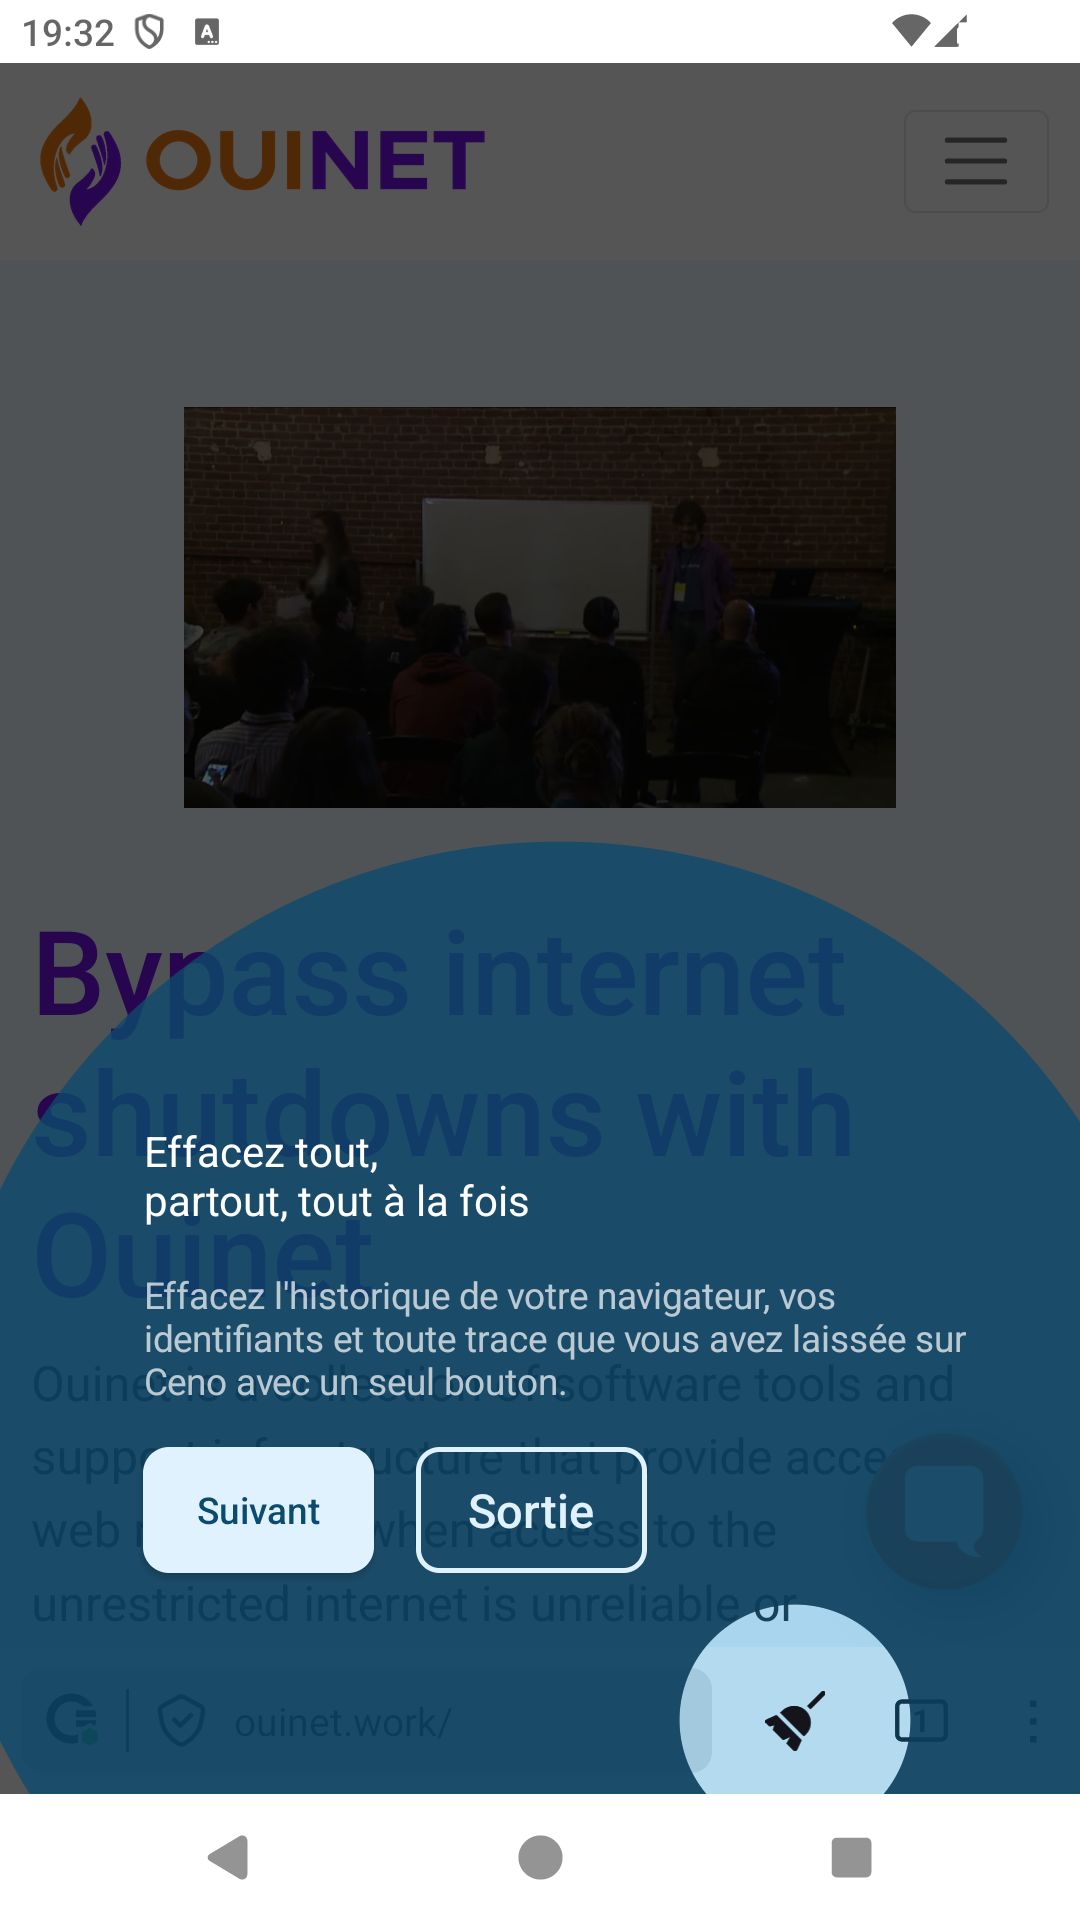 19:32
OUINET
Bypass internet
shutdowns with
Ouinet
Effacez tout,
partout, tout à la fois
Effacez l'historique de votre navigateur, vos
identifiants et toute trace que vous avez laissée sur
Ceno avec un seul bouton.
Ouinet is a collection of software tools and
support infrastructure that provide access
web when access to the
unrestricted internet is unreliable or
Suivant
Sortie
ouinet.work/
1